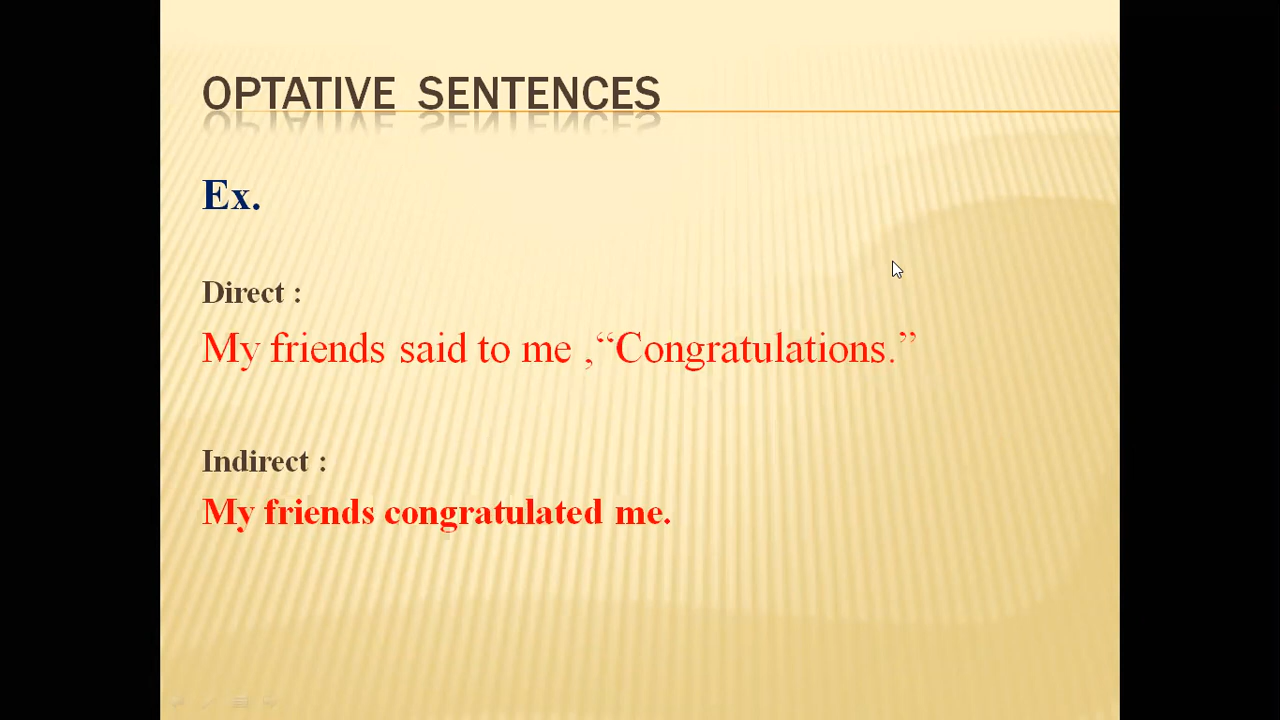 OPTATIVE SENTENCES
Ex.
Direct :
My friends said to me ,“Congratulations.”
Indirect :
My friends congratulated me.